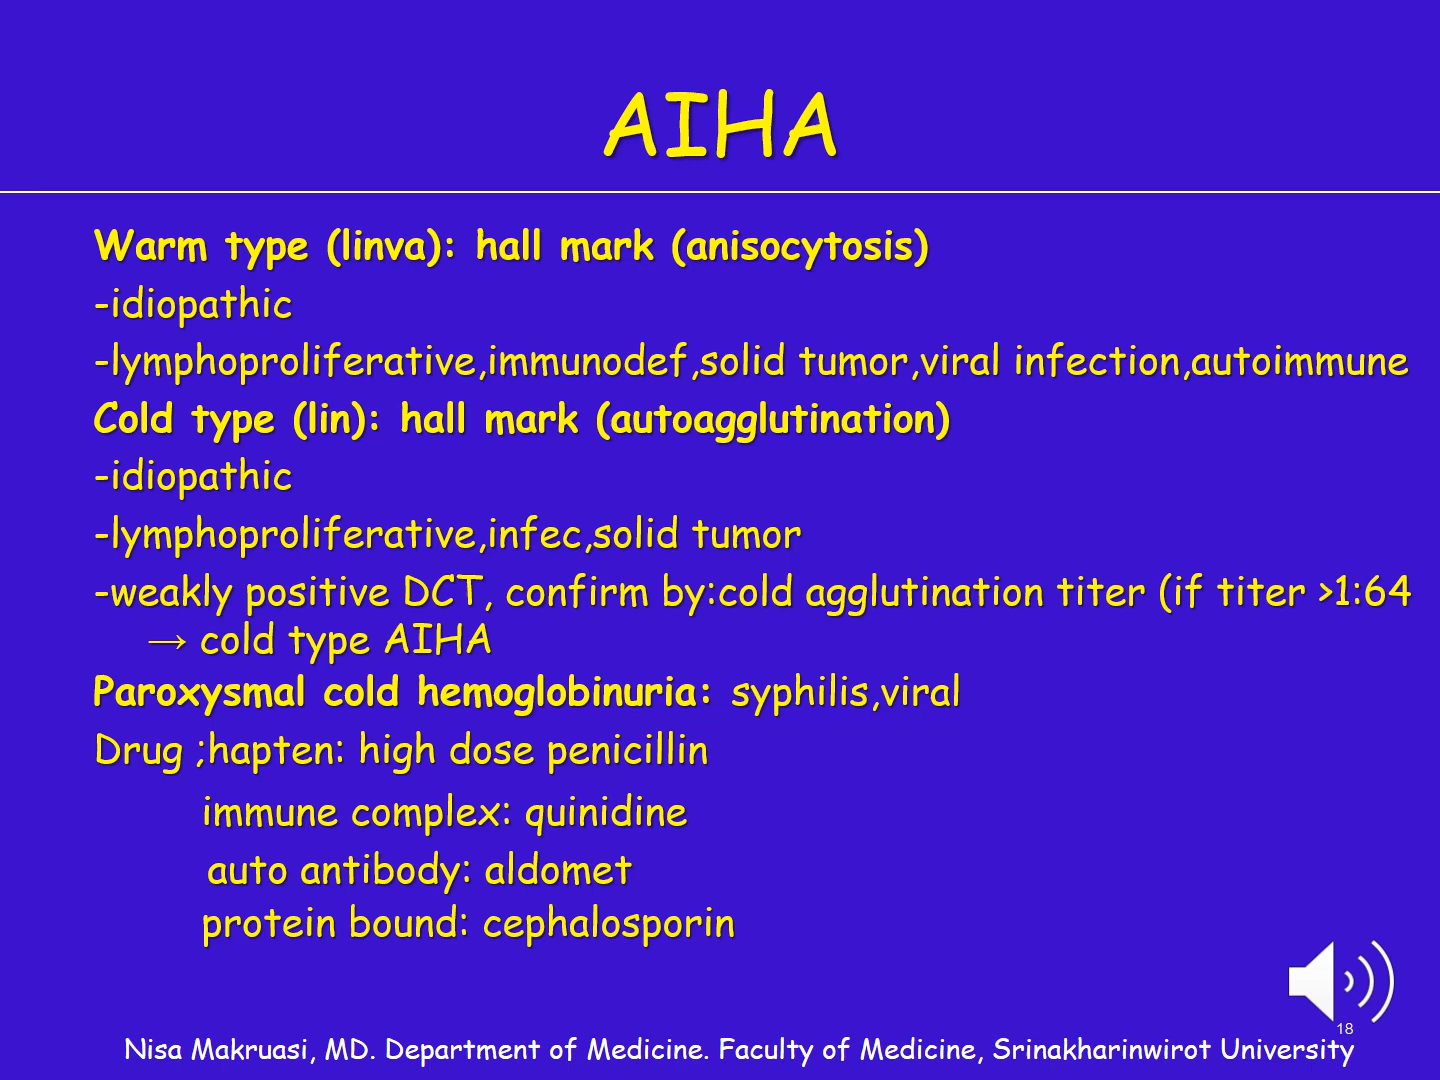 AIHA
Warm type (linva): hall mark (anisocytosis)
-idiopathic
-lymphoproliferative,immunodef,solid tumor,viral infection,autoimmune
Cold type (lin): hall mark (autoagglutination)
-idiopathic
-lymphoproliferative,infec,solid tumor
-weakly positive DCT, confirm by:cold agglutination titer (if titer >1:64
→ cold type AIHA
Paroxysmal cold hemoglobinuria: syphilis,viral
Drug ;hapten: high dose penicillin
immune complex: quinidine
auto antibody: aldomet
protein bound: cephalosporin
18
Nisa Makruasi, MD. Department of Medicine. Faculty of Medicine, Srinakharinwirot University